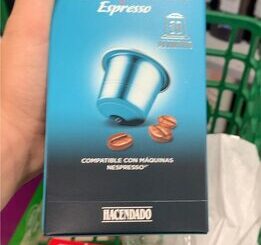 Espresso
COMPATIBLE CON MÁQUINAS
NESPRESSO
HACENDADO